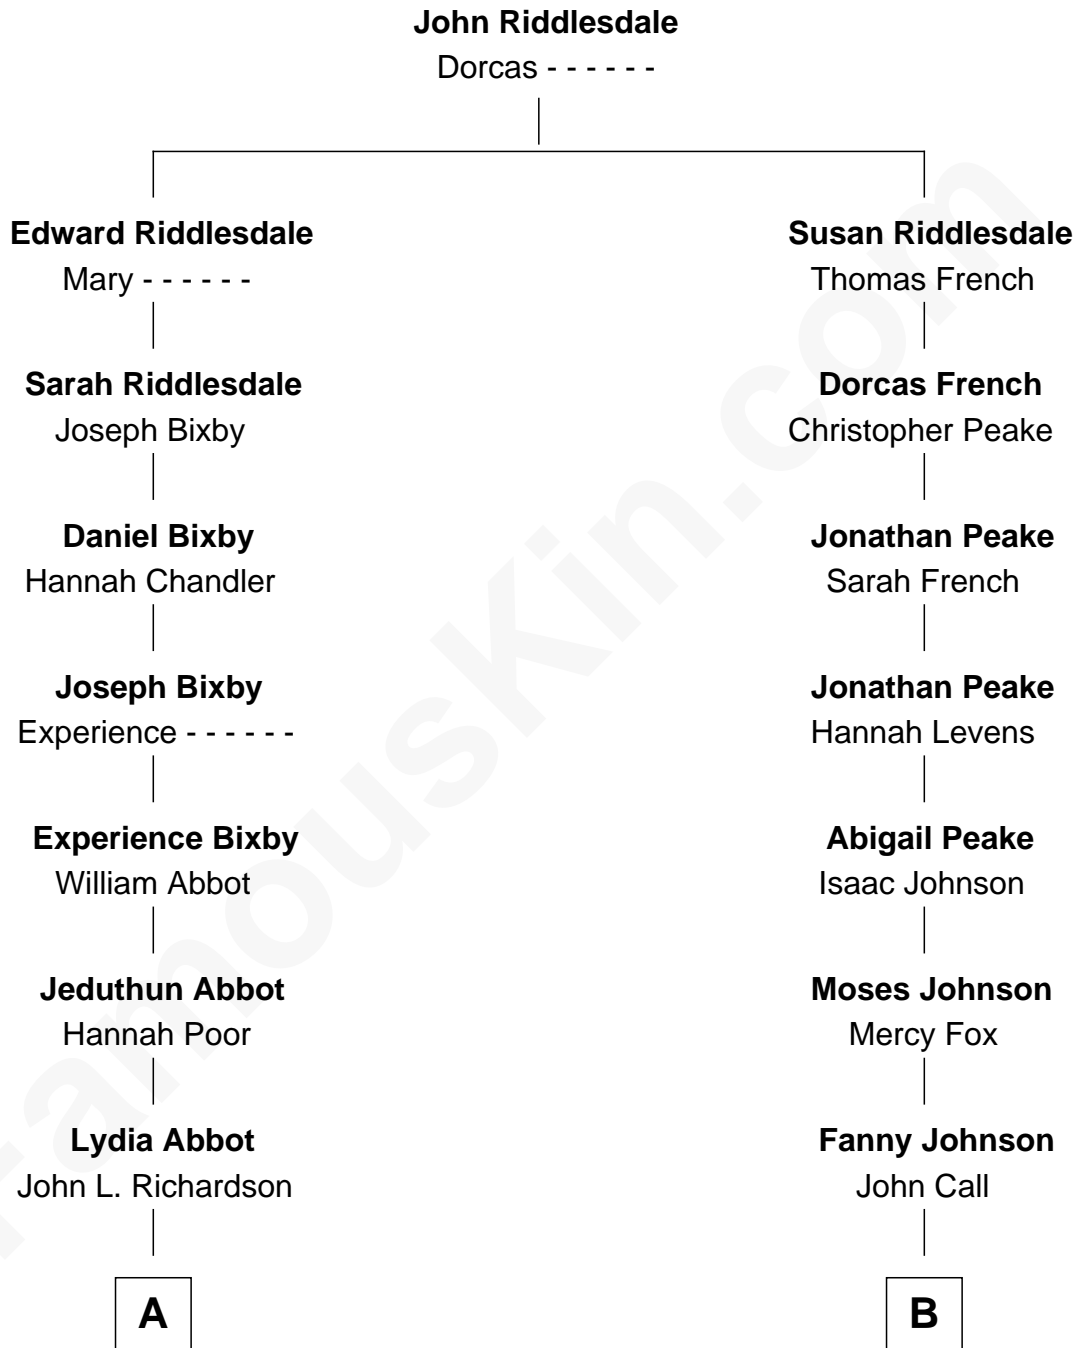 John Riddlesdale
Dorcas - - - - - -
Edward Riddlesdale
Mary - - - - - -
Susan Riddlesdale
Thomas French
Sarah Riddlesdale
Joseph Bixby
Dorcas French
Christopher Peake
Daniel Bixby
Hannah Chandler
Jonathan Peake
Sarah French
Joseph Bixby
Experience - - - - - -
Jonathan Peake
Hannah Levens
Experience Bixby
William Abbot
Abigail Peake
Isaac Johnson
Jeduthun Abbot
Hannah Poor
Moses Johnson
Mercy Fox
Lydia Abbot
John L. Richardson
Fanny Johnson
John Call
A
B
FamousKin.com